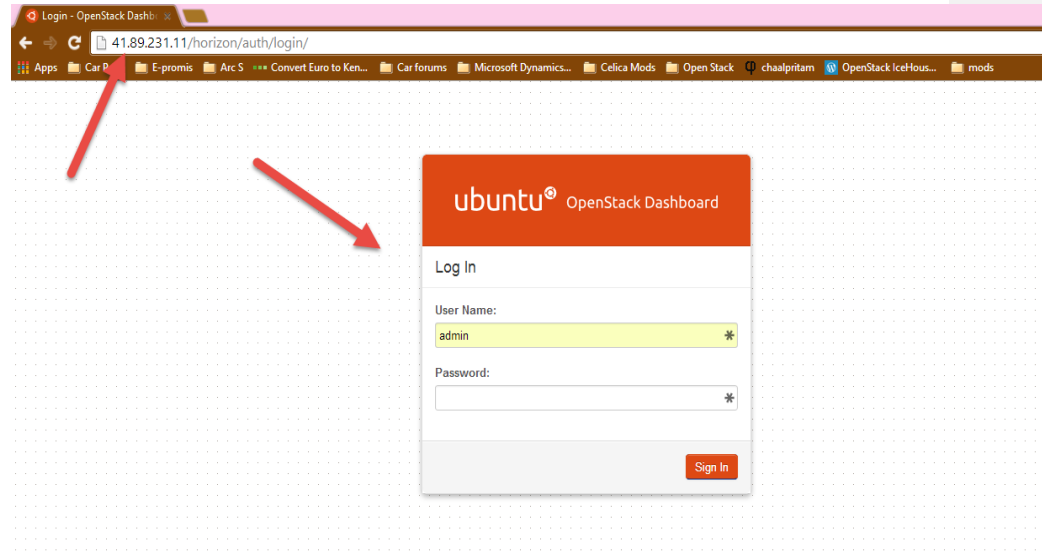 Login - OpenStack Dashbo
41.89.231.11/horizon/auth/login/
Apps Car E-promis Arc S Convert Euro to Ken... Car forums Microsoft Dynamics... Celica Mods Open Stack chaalpritam OpenStack IceHous... mods
ubuntu OpenStack Dashboard
Log In
User Name:
admin
Password:
Sign In